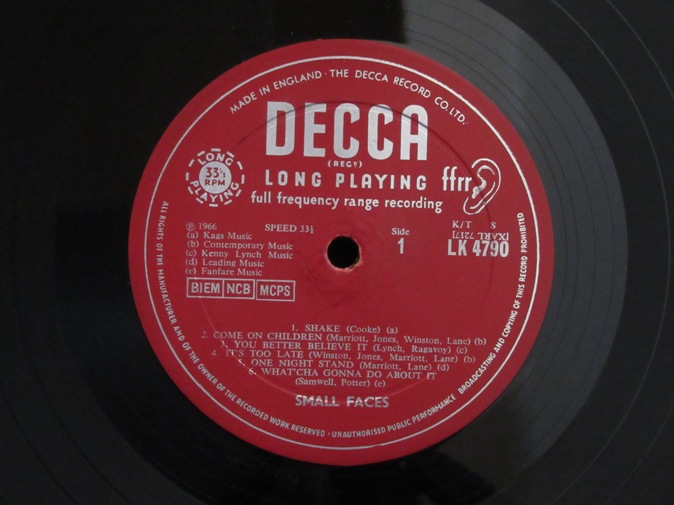 MADE IN ENGLAND · THE DECCA RECORD CO. LTD.
DECCA
(REGD)
LONG PLAYING ffrr
full frequency range recording
LONG
33⅓
RPM
PLAYING
Ⓟ 1966 SPEED 33⅓
(a) Kags Music
(b) Contemporary Music
(c) Kenny Lynch Music
(d) Leading Music
(e) Fanfare Music
BIEM NCB MCPS
Side
1
S
K/T
[XARL 7217]
LK 4790
1. SHAKE (Cooke) (a)
2. COME ON CHILDREN (Marriott, Jones, Winston, Lane) (b)
3. YOU BETTER BELIEVE IT (Lynch, Ragavoy) (c)
4. IT'S TOO LATE (Winston, Jones, Marriott, Lane) (b)
5. ONE NIGHT STAND (Marriott, Lane) (d)
6. WHAT'CHA GONNA DO ABOUT IT
(Samwell, Potter) (e)
SMALL FACES
ALL RIGHTS OF THE MANUFACTURER AND OF THE OWNER OF THE RECORDED WORK RESERVED · UNAUTHORISED PUBLIC PERFORMANCE BROADCASTING AND COPYING OF THIS RECORD PROHIBITED